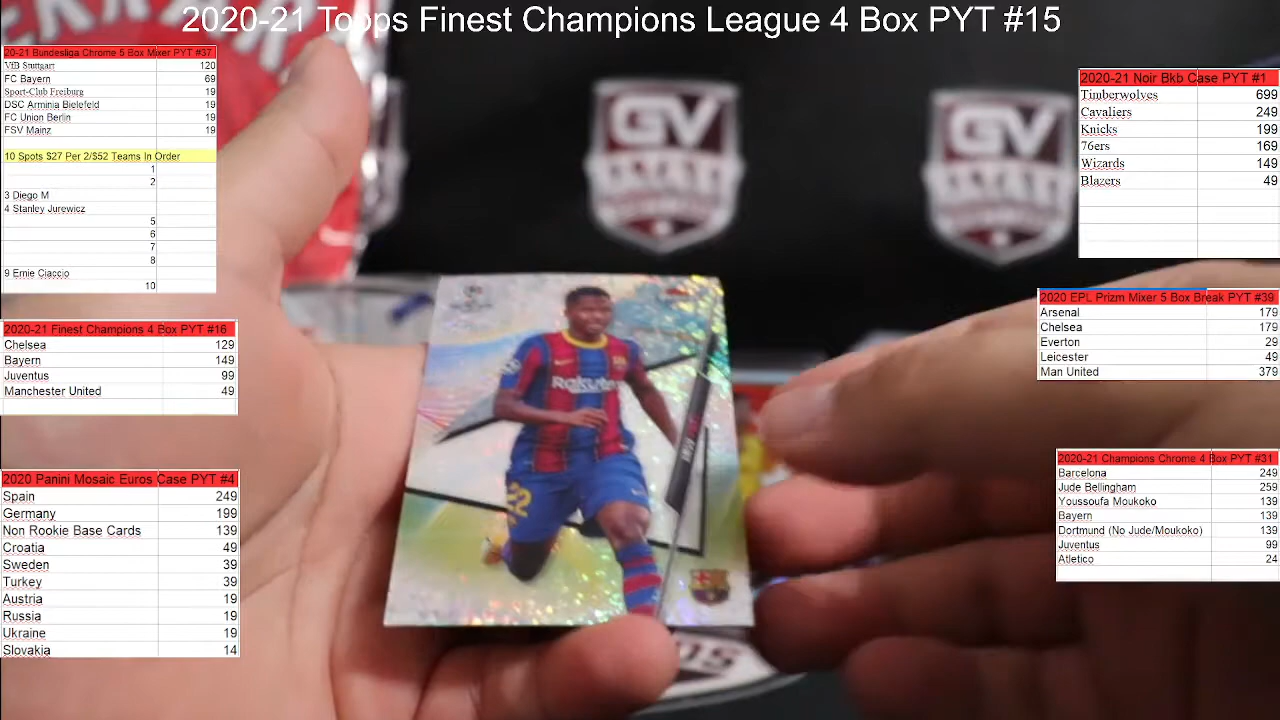 2020-21 Topps Finest Champions League 4 Box PYT #15
20-21 Bundesliga Chrome 5 Box Mixer PYT #37
VfB Stuttgart 120
FC Bayern 69
Sport-Club Freiburg 19
DSC Arminia Bielefeld 19
FC Union Berlin 19
FSV Mainz 19
10 Spots $27 Per 2/$52 Teams In Order
1
2
3 Diego M
4 Stanley Jurewicz
5
6
7
8
9 Ernie Ciaccio
10
2020-21 Finest Champions 4 Box PYT #16
Chelsea 129
Bayern 149
Juventus 99
Manchester United 49
2020 Panini Mosaic Euros Case PYT #4
Spain 249
Germany 199
Non Rookie Base Cards 139
Croatia 49
Sweden 39
Turkey 39
Austria 19
Russia 19
Ukraine 19
Slovakia 14
GV
GV
Rakuten
22
2020-21 Noir Bkb Case PYT #1
Timberwolves 699
Cavaliers 249
Knicks 199
76ers 169
Wizards 149
Blazers 49
2020 EPL Prizm Mixer 5 Box Break PYT #39
Arsenal 179
Chelsea 179
Everton 29
Leicester 49
Man United 379
2020-21 Champions Chrome 4 Box PYT #31
Barcelona 249
Jude Bellingham 259
Youssoufa Moukoko 139
Bayern 139
Dortmund (No Jude/Moukoko) 139
Juventus 99
Atletico 24